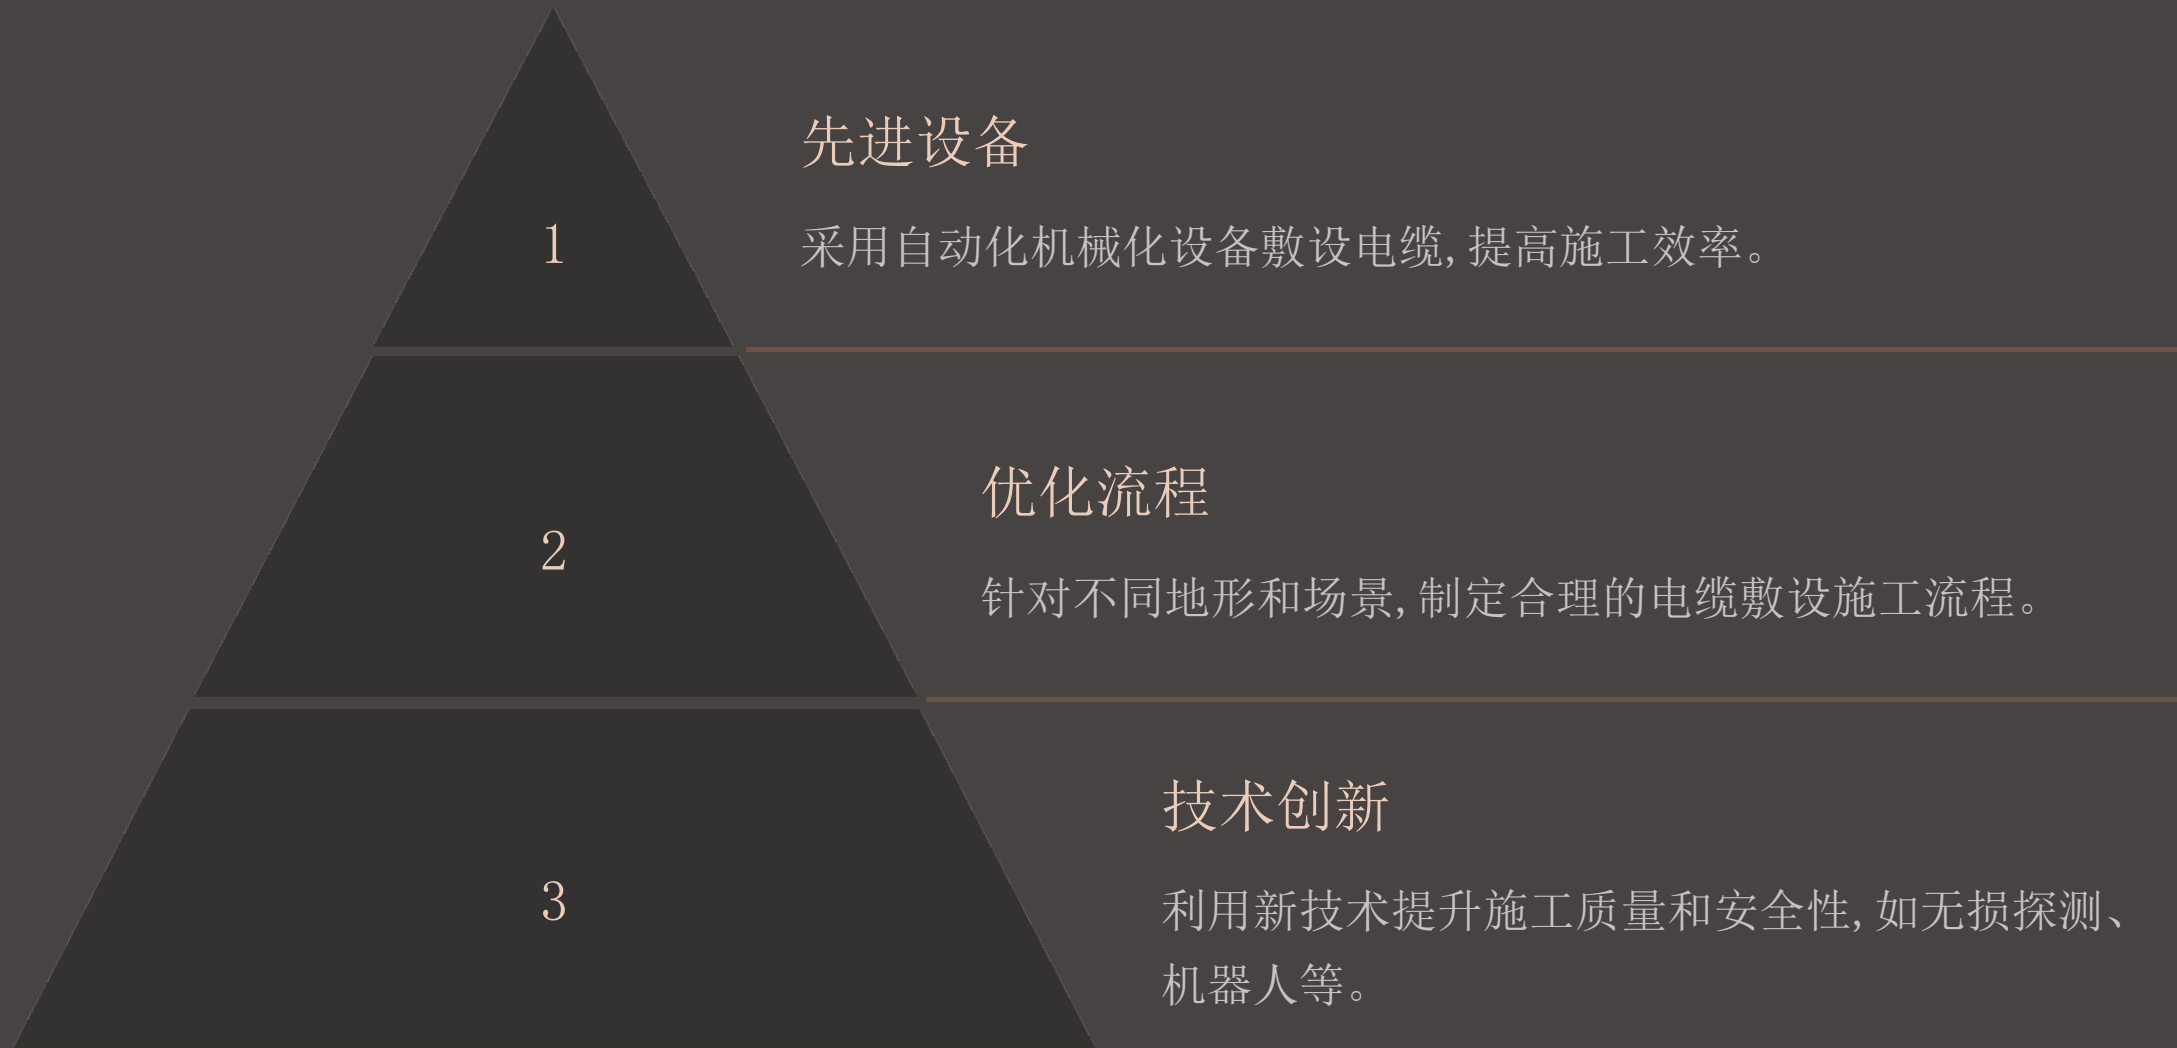 先进设备
1
采用自动化机械化设备敷设电缆,提高施工效率。
优化流程
2
针对不同地形和场景,制定合理的电缆敷设施工流程。
技术创新
3
利用新技术提升施工质量和安全性,如无损探测、
机器人等。